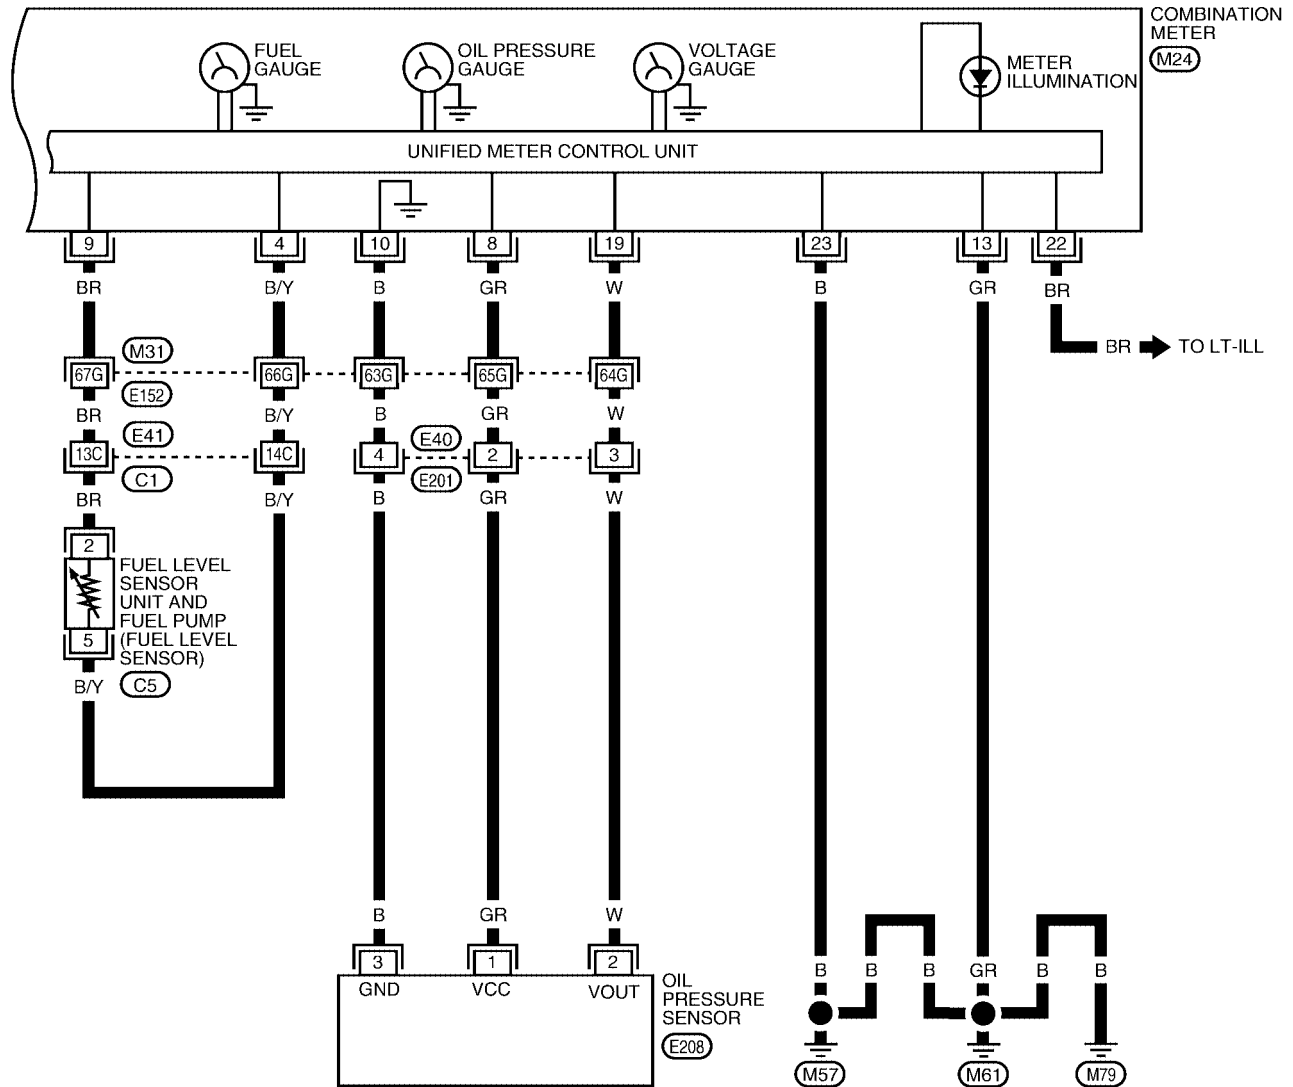 COMBINATION
METER
M24
FUEL
GAUGE
OIL PRESSURE
GAUGE
VOLTAGE
GAUGE
METER
ILLUMINATION
UNIFIED METER CONTROL UNIT
9 4 10 8 19 23 13 22
BR B/Y B GR W B GR BR
BR TO LT-ILL
M31
67G 66G 63G 65G 64G
E152
BR B/Y B GR W
E41 E40
13C 14C 4 2 3
C1 E201
BR B/Y B GR W
2
FUEL LEVEL
SENSOR
UNIT AND
FUEL PUMP
(FUEL LEVEL
SENSOR)
5
B/Y C5
B GR W
3 1 2
GND VCC VOUT
OIL
PRESSURE
SENSOR
E208
B B B GR B B
M57 M61 M79